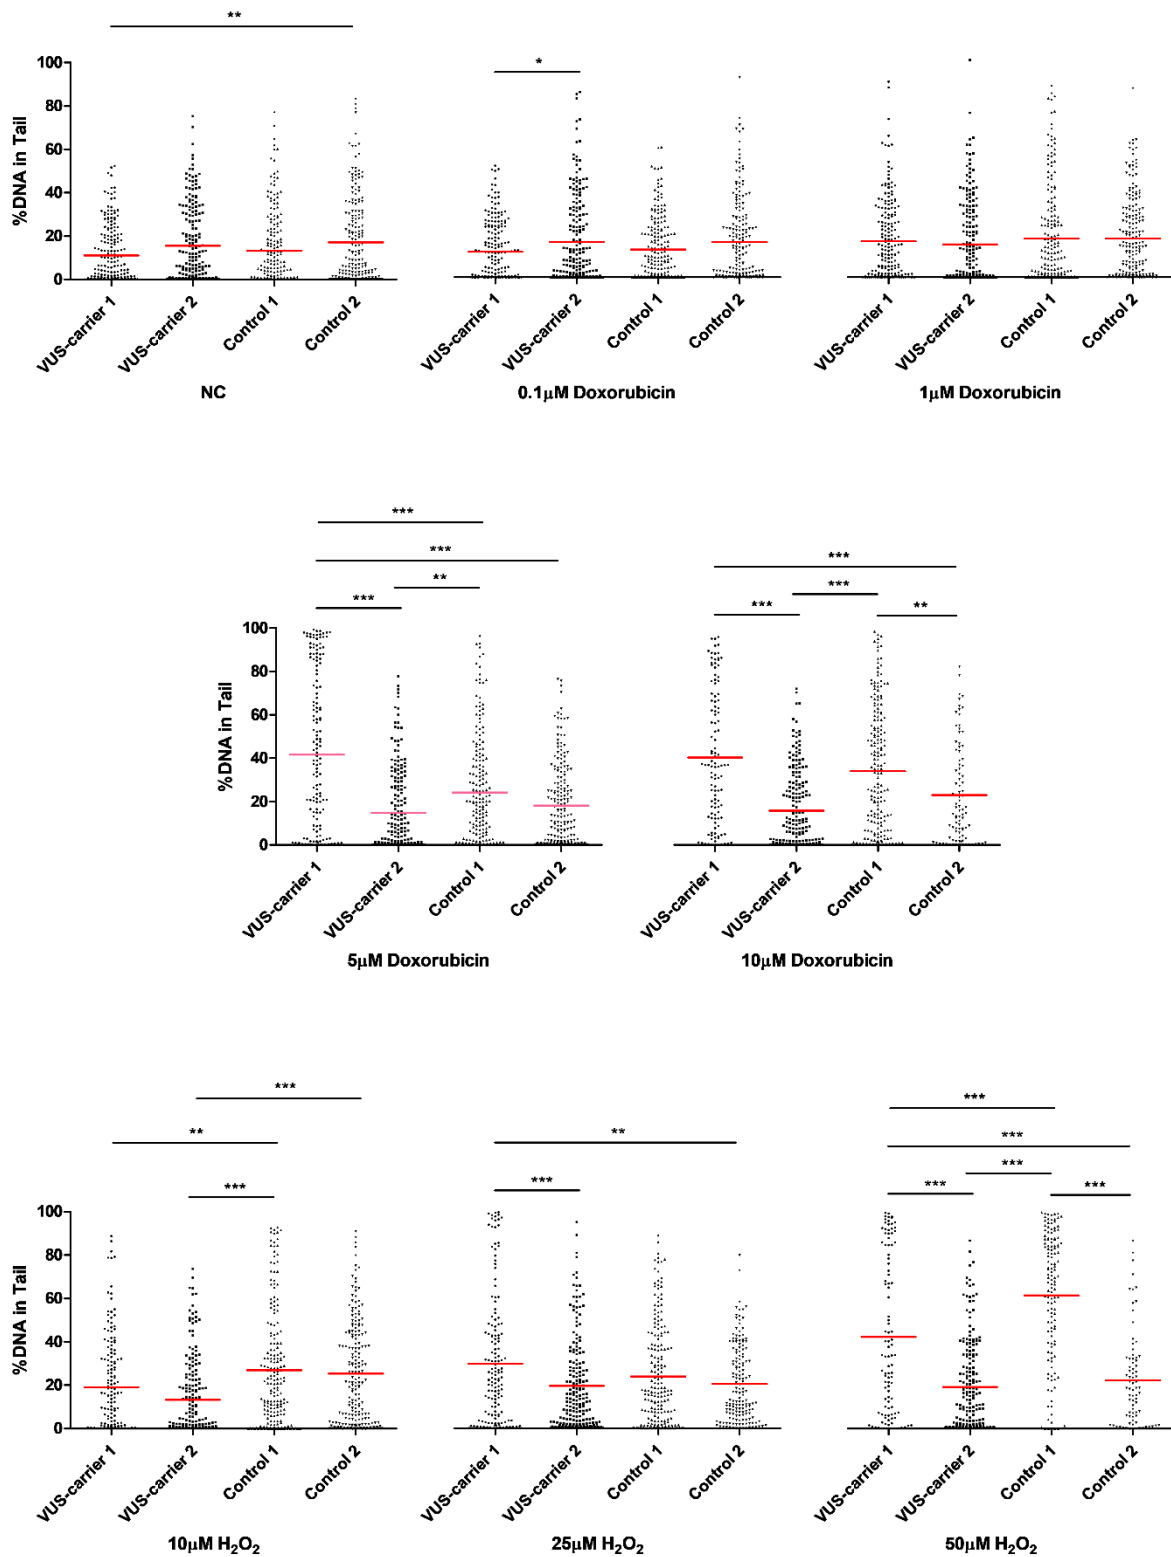 **
*
100
80
60
40
20
0
%DNA in Tail
VUS-carrier 1
VUS-carrier 2
Control 1
Control 2
VUS-carrier 1
VUS-carrier 2
Control 1
Control 2
VUS-carrier 1
VUS-carrier 2
Control 1
Control 2
NC
0.1µM Doxorubicin
1µM Doxorubicin
***
***
**
***
***
***
***
**
100
80
60
40
20
0
%DNA in Tail
VUS-carrier 1
VUS-carrier 2
Control 1
Control 2
VUS-carrier 1
VUS-carrier 2
Control 1
Control 2
5µM Doxorubicin
10µM Doxorubicin
***
**
***
**
***
***
***
***
***
***
100
80
60
40
20
0
%DNA in Tail
VUS-carrier 1
VUS-carrier 2
Control 1
Control 2
VUS-carrier 1
VUS-carrier 2
Control 1
Control 2
VUS-carrier 1
VUS-carrier 2
Control 1
Control 2
10µM H₂O₂
25µM H₂O₂
50µM H₂O₂